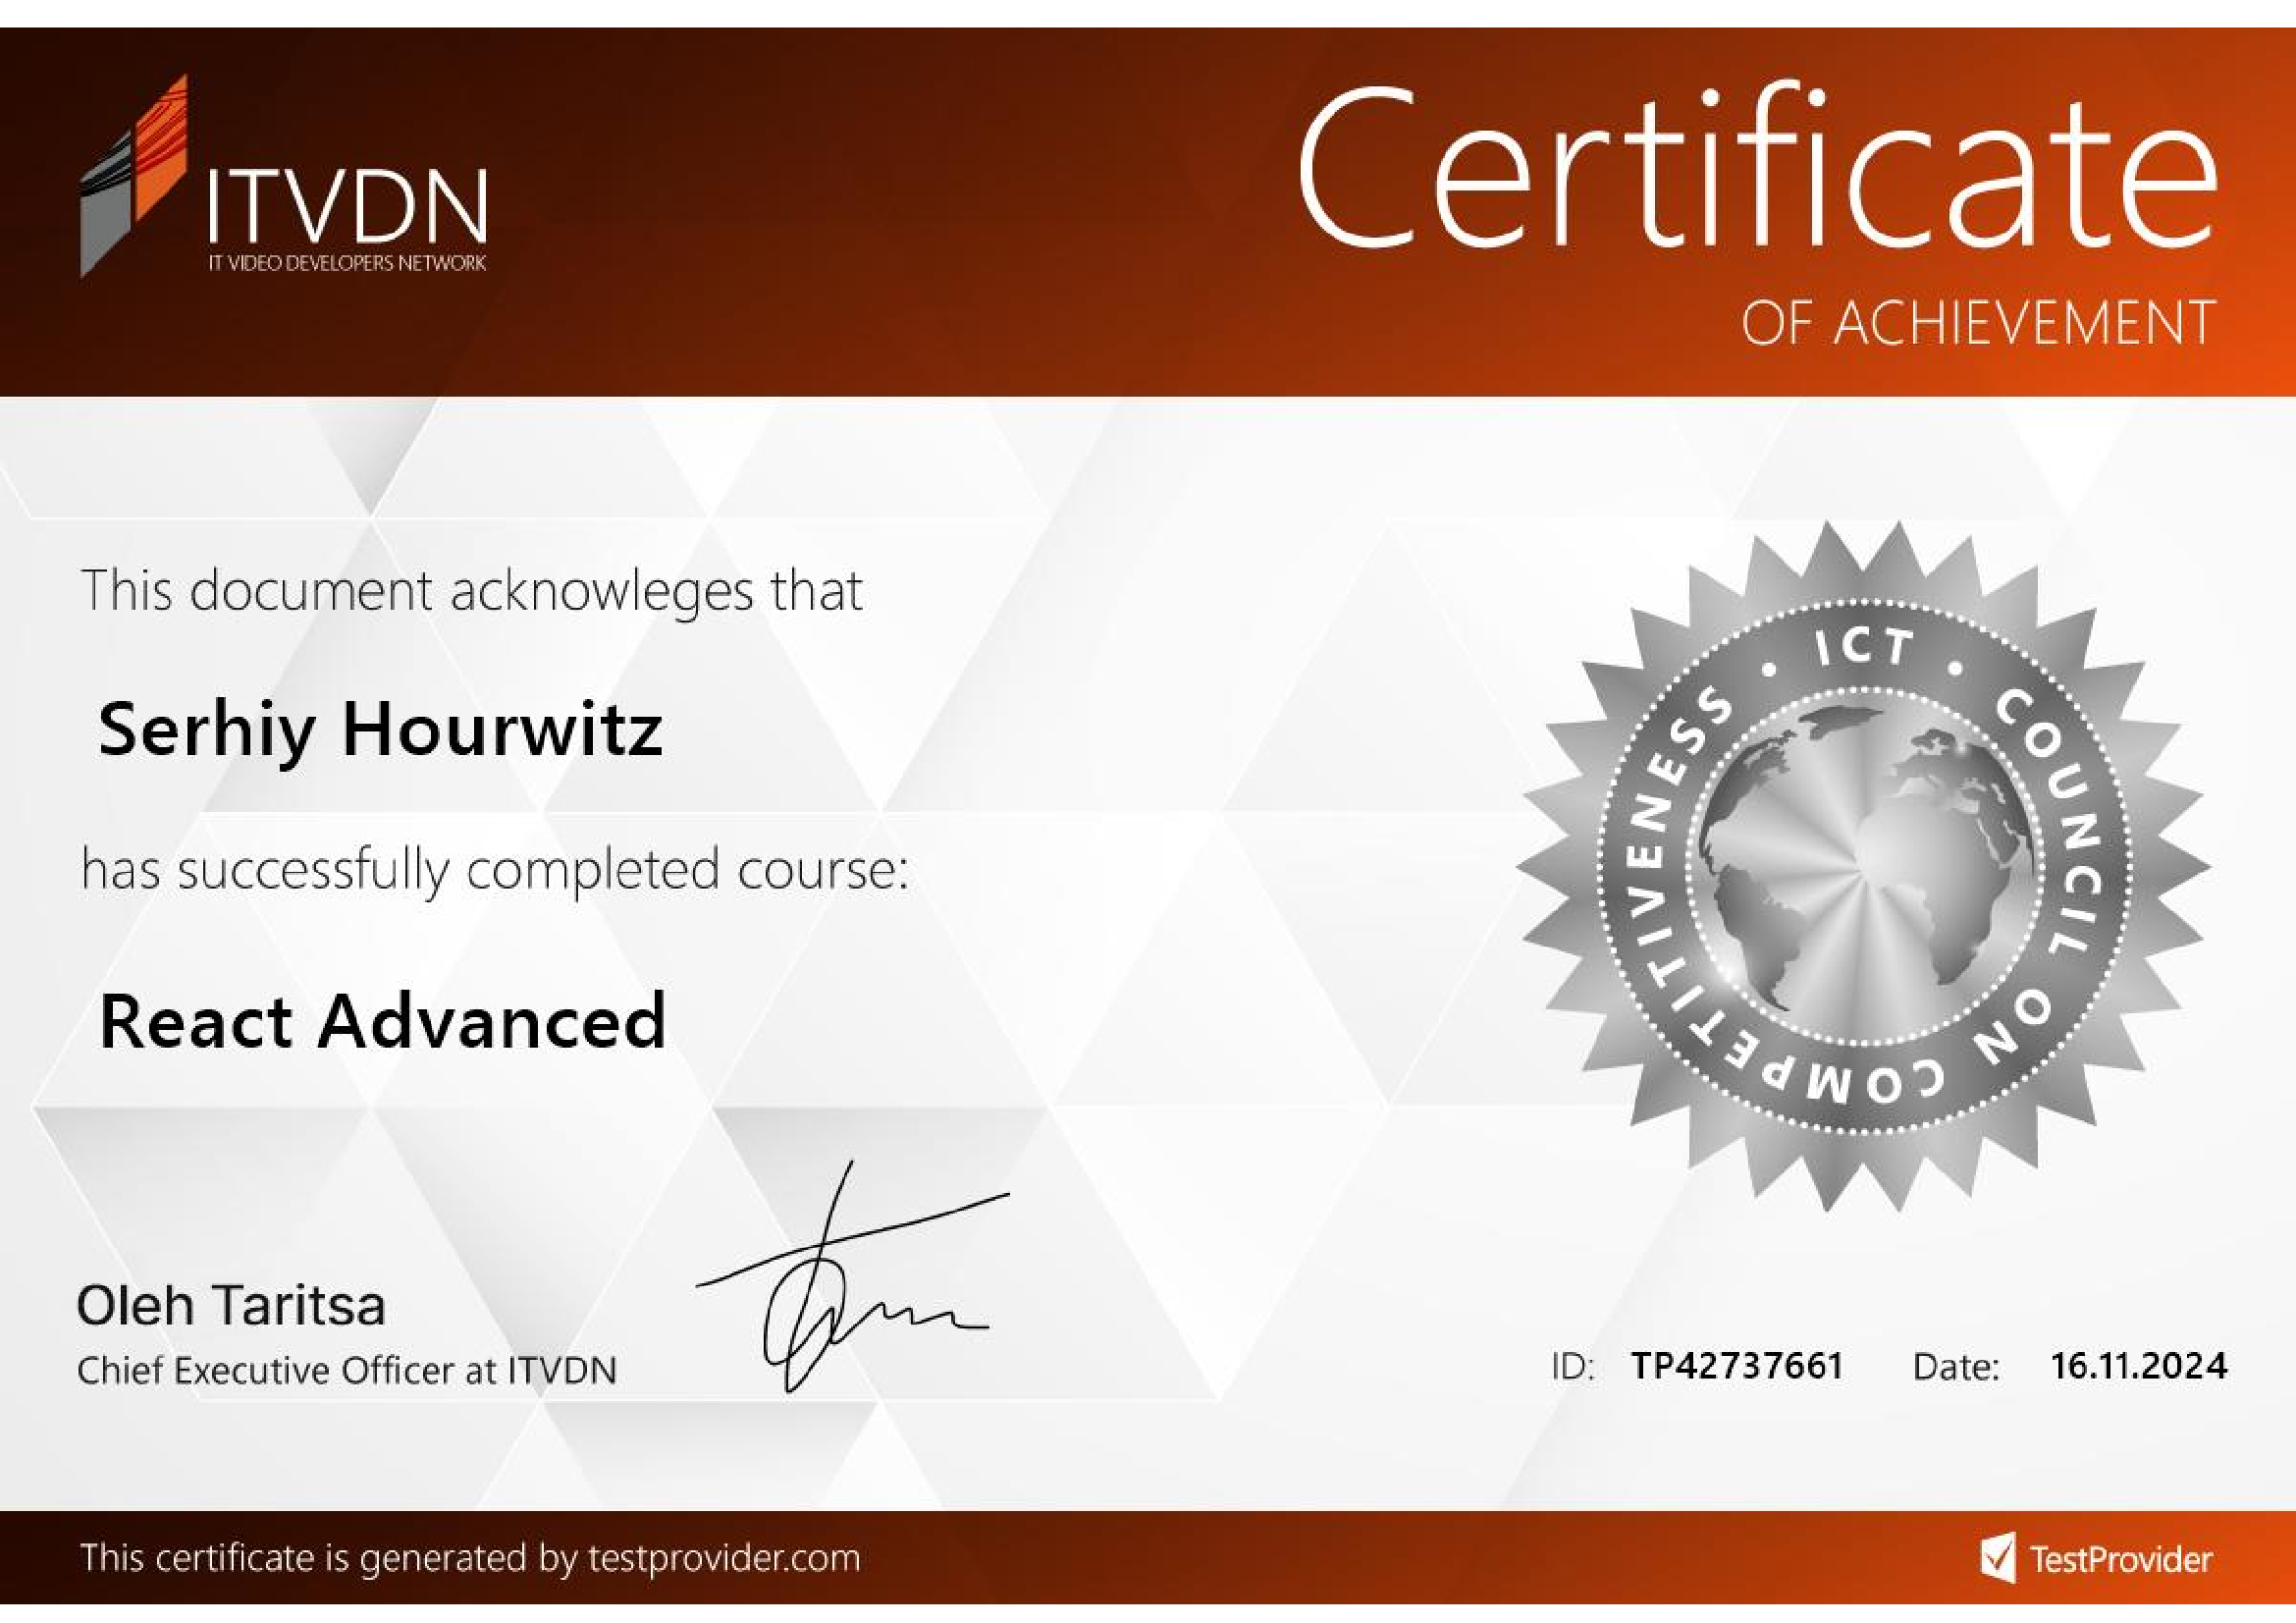 ITVDN
IT VIDEO DEVELOPERS NETWORK
Certificate
OF ACHIEVEMENT
This document acknowleges that
Serhiy Hourwitz
has successfully completed course:
React Advanced
• ICT • COUNCIL ON COMPETITIVENESS
Oleh Taritsa
Chief Executive Officer at ITVDN
ID: TP42737661 Date: 16.11.2024
This certificate is generated by testprovider.com
TestProvider